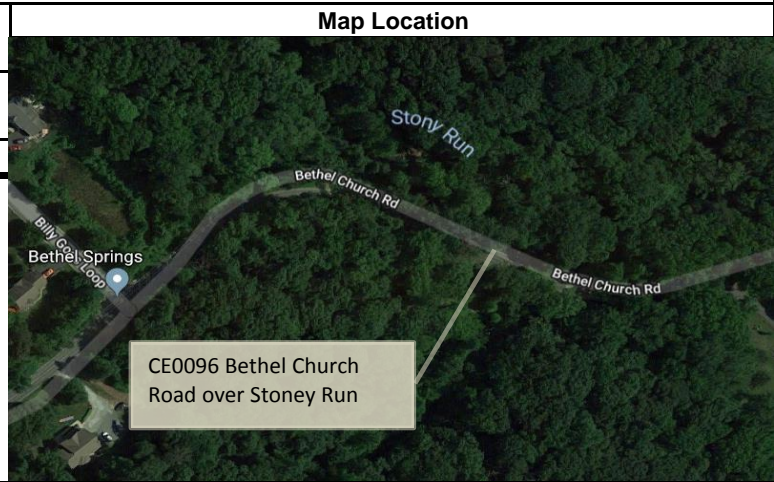 Map Location
Stony Run
Bethel Church Rd
Billy Goat Loop
Bethel Springs
Bethel Church Rd
CE0096 Bethel Church
Road over Stoney Run